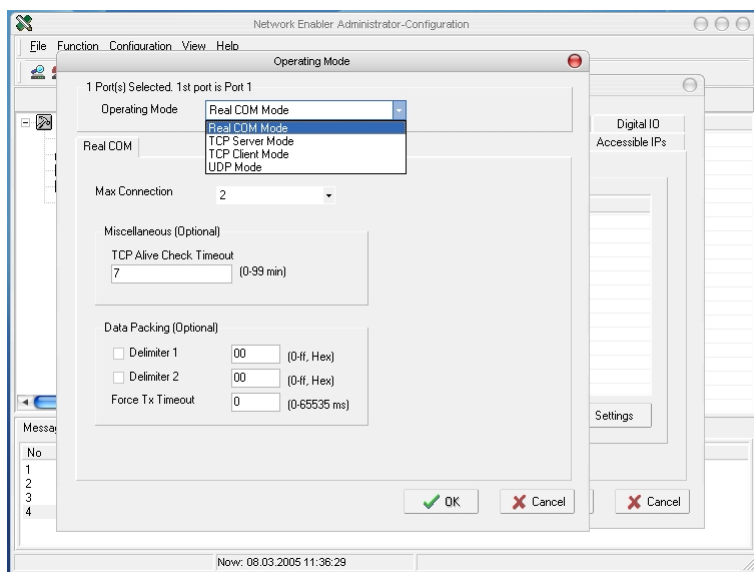 Network Enabler Administrator-Configuration
File Function Configuration View Help
Operating Mode
1 Port(s) Selected. 1st port is Port 1
Operating Mode
Real COM Mode
Real COM Mode
TCP Server Mode
TCP Client Mode
UDP Mode
Digital IO
Accessible IPs
Real COM
Max Connection
2
Miscellaneous (Optional)
TCP Alive Check Timeout
7
(0-99 min)
Data Packing (Optional)
Delimiter 1
00
(0-ff, Hex)
Delimiter 2
00
(0-ff, Hex)
Force Tx Timeout
0
(0-65535 ms)
Settings
Messa
No
1
2
3
4
OK
Cancel
Cancel
Now: 08.03.2005 11:36:29